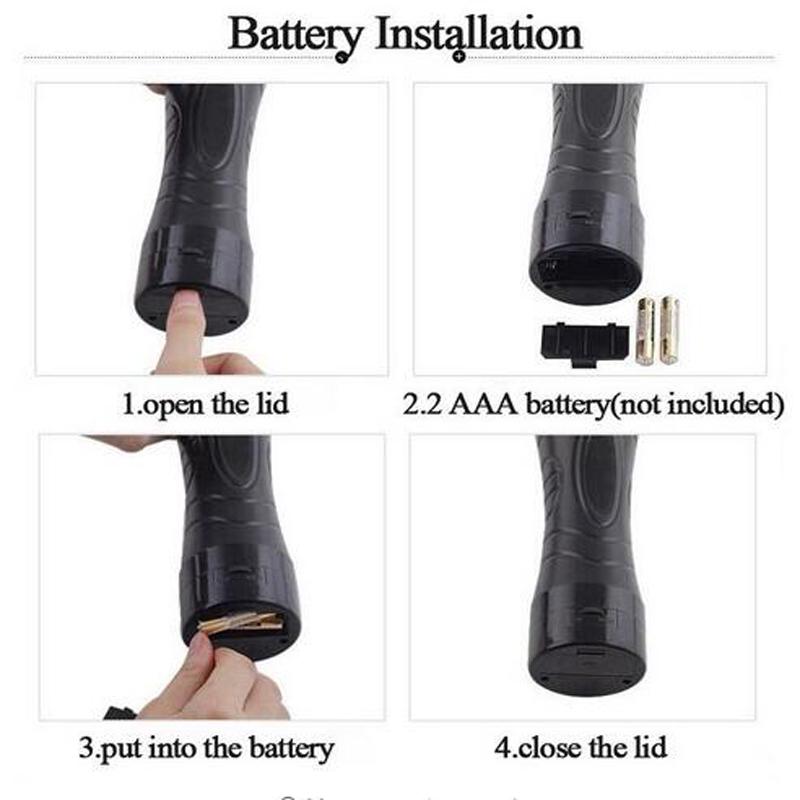 Battery Installation
1.open the lid
2.2 AAA battery(not included)
3.put into the battery
4.close the lid